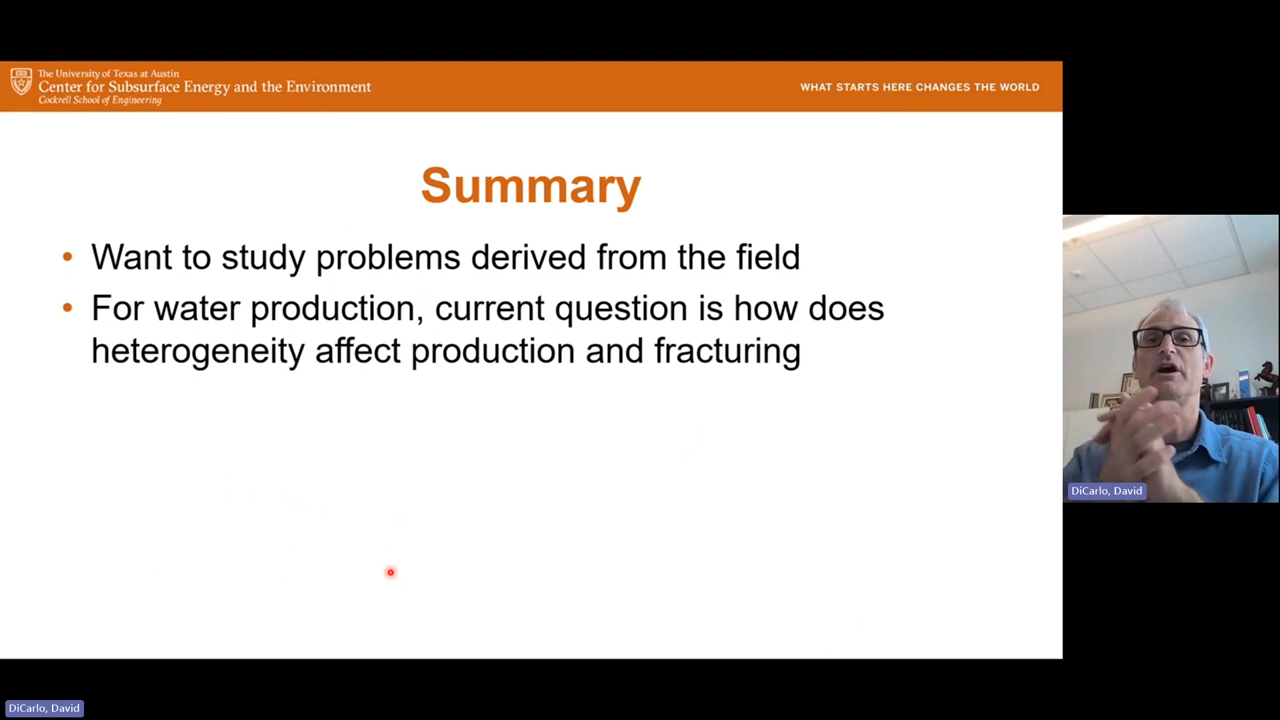 The University of Texas at Austin
Center for Subsurface Energy and the Environment
Cockrell School of Engineering
WHAT STARTS HERE CHANGES THE WORLD
Summary
• Want to study problems derived from the field
• For water production, current question is how does
heterogeneity affect production and fracturing
DiCarlo, David
DiCarlo, David